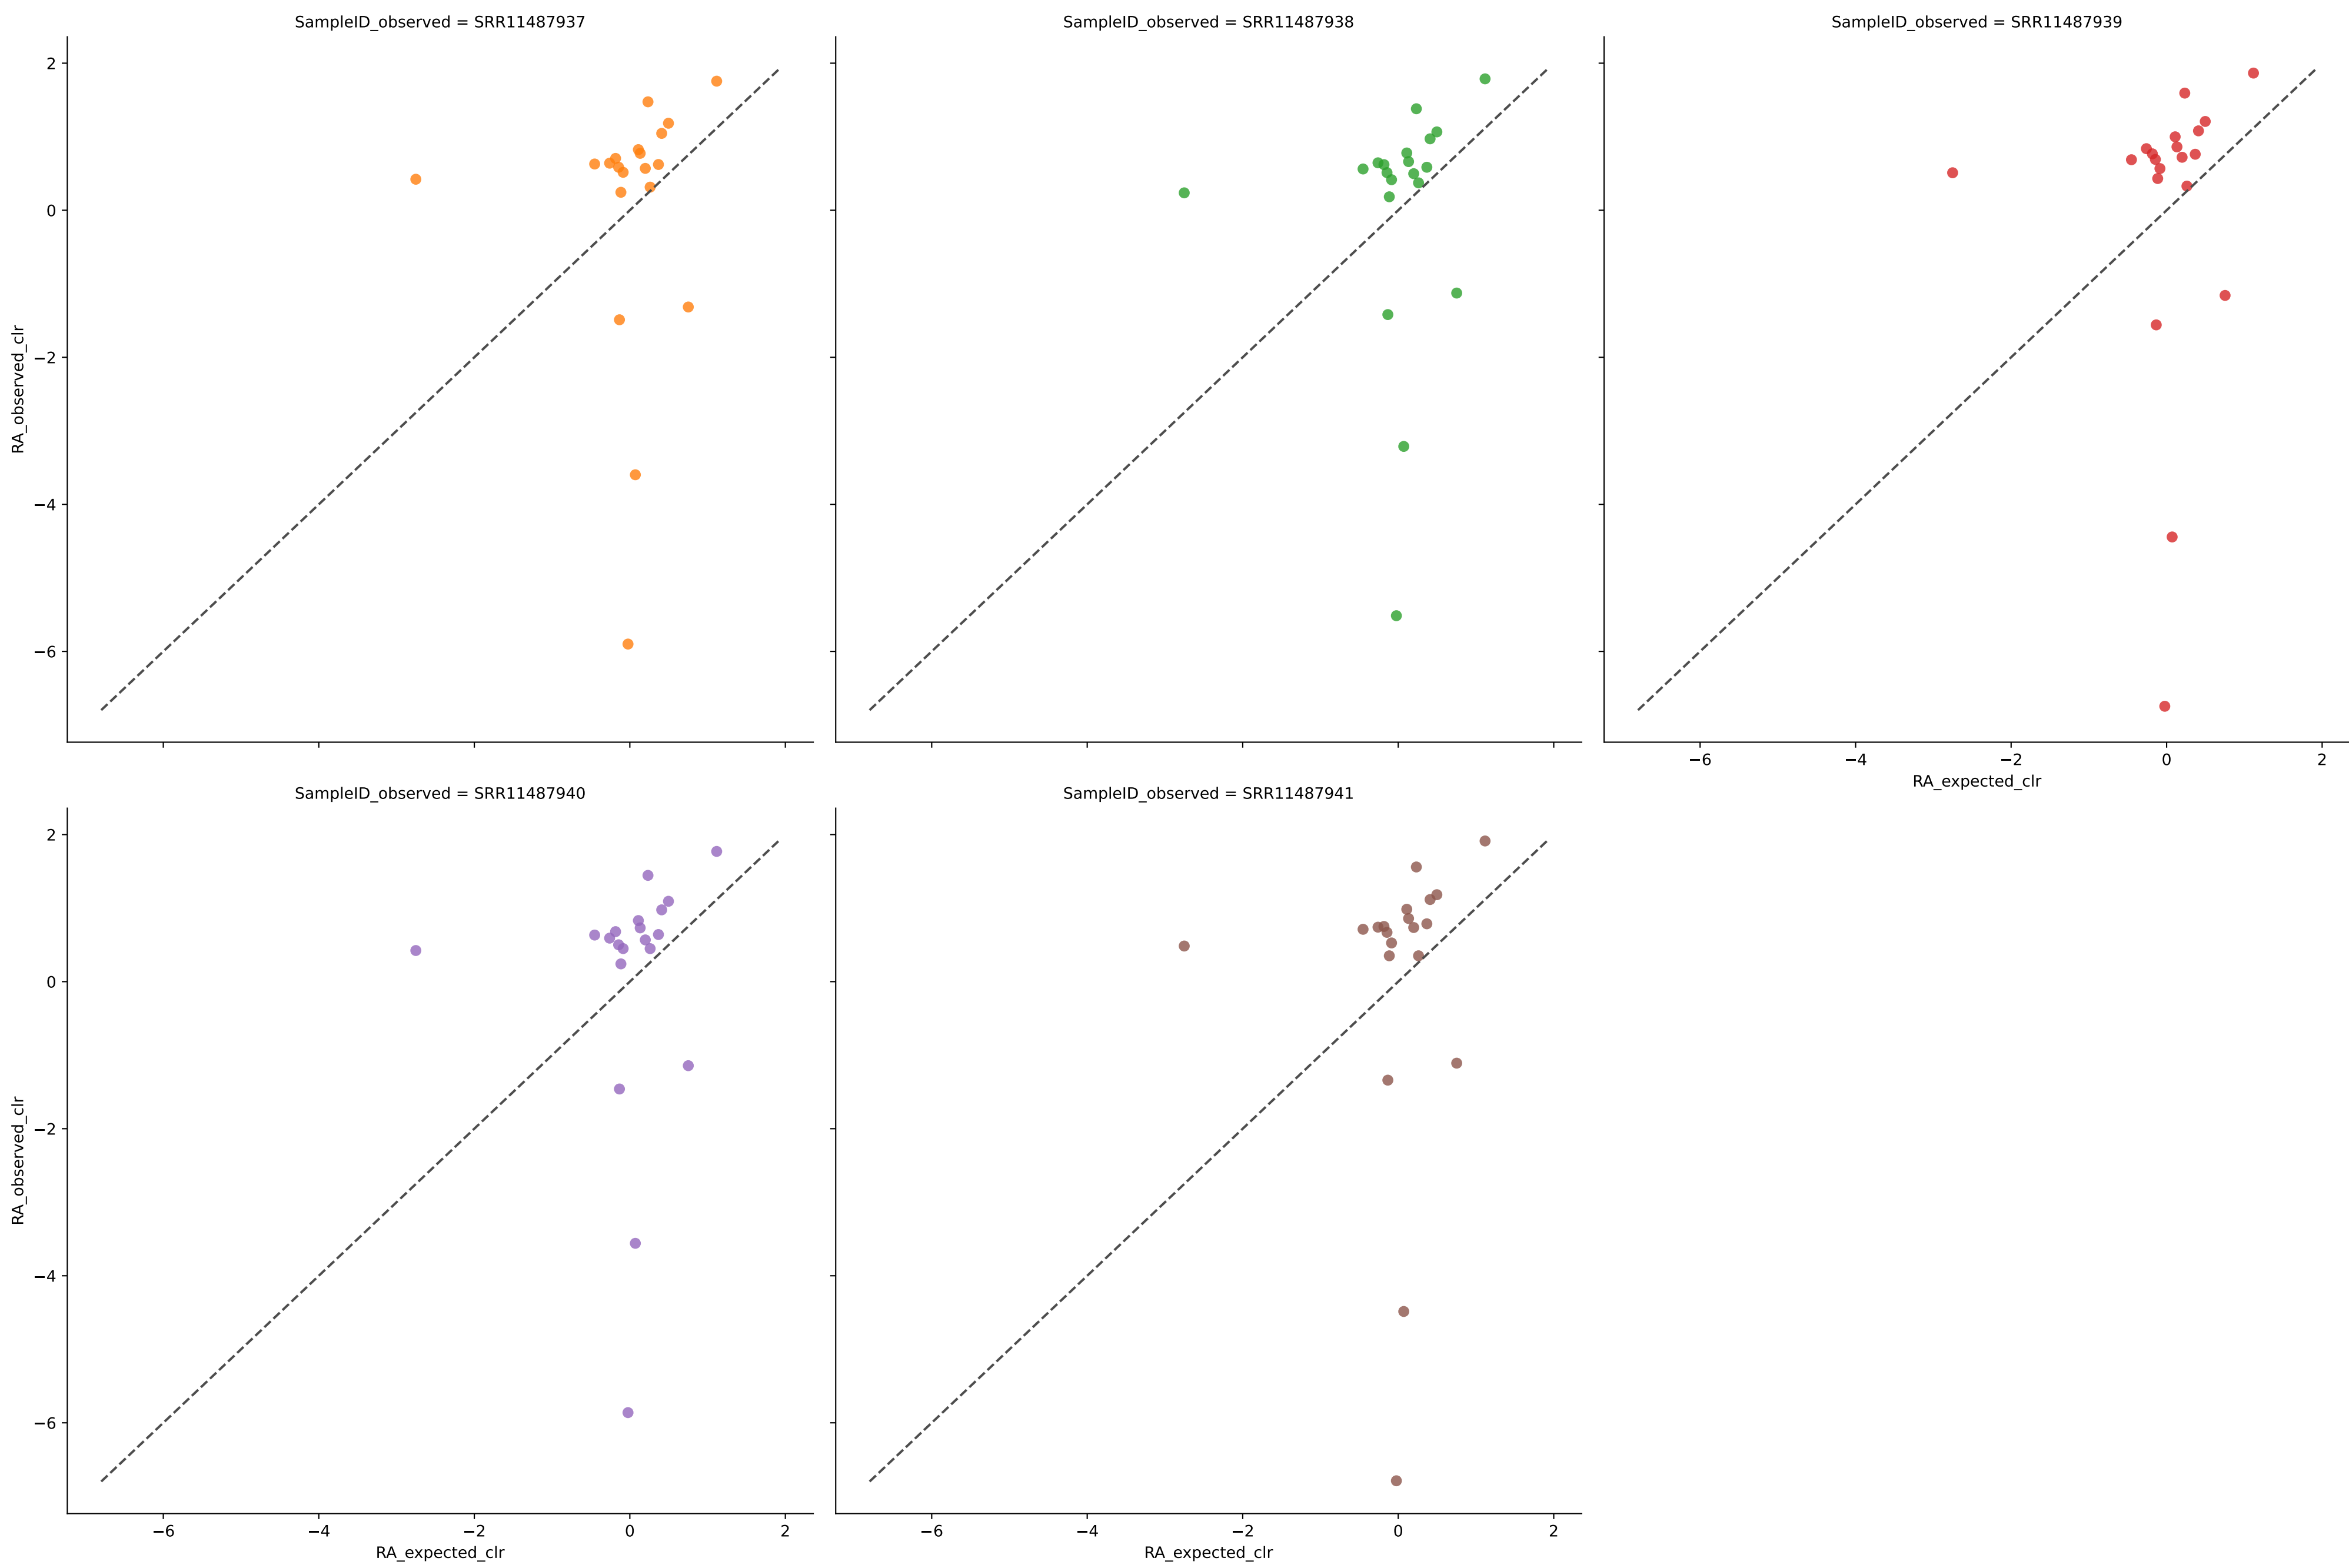 SampleID_observed = SRR11487937
SampleID_observed = SRR11487938
SampleID_observed = SRR11487939
RA_observed_clr
2
0
−2
−4
−6
−6 −4 −2 0 2
RA_expected_clr
SampleID_observed = SRR11487940
SampleID_observed = SRR11487941
RA_observed_clr
2
0
−2
−4
−6
−6 −4 −2 0 2
RA_expected_clr
−6 −4 −2 0 2
RA_expected_clr